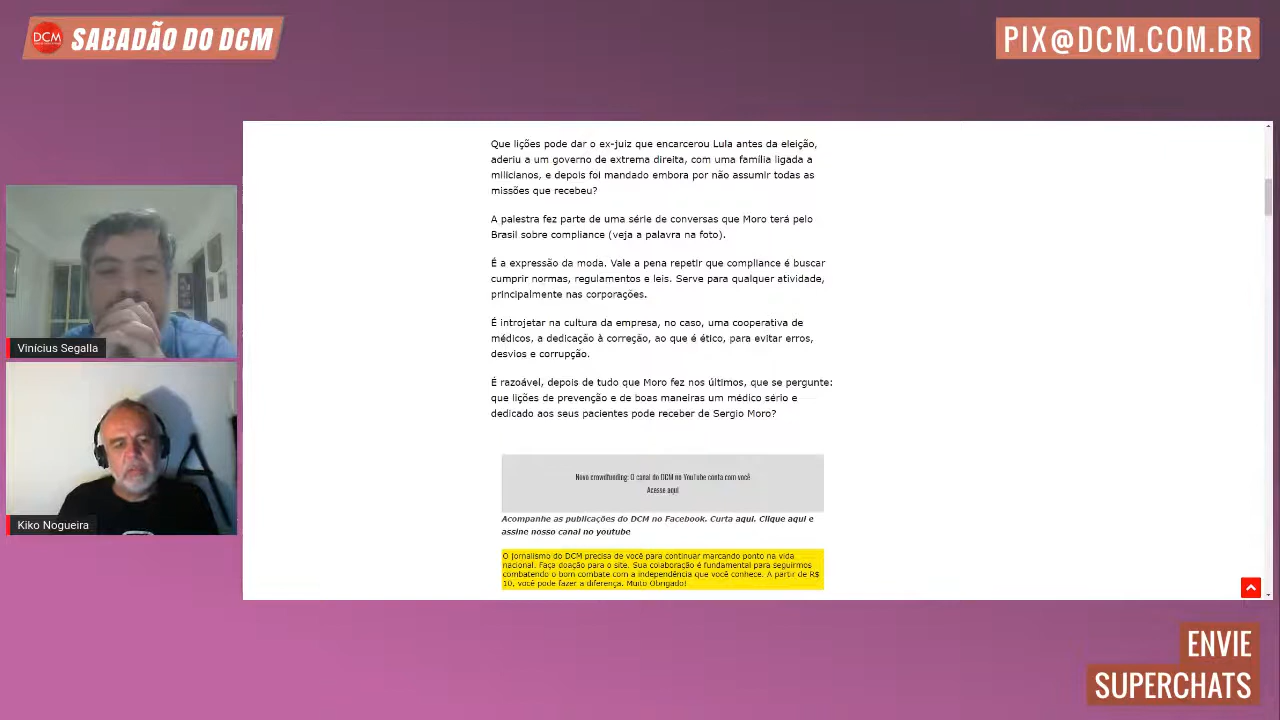 DCM SABADÃO DO DCM
PIX@DCM.COM.BR
Que lições pode dar o ex-juiz que encarcerou Lula antes da eleição,
aderiu a um governo de extrema direita, com uma família ligada a
milicianos, e depois foi mandado embora por não assumir todas as
missões que recebeu?
A palestra fez parte de uma série de conversas que Moro terá pelo
Brasil sobre compliance (veja a palavra na foto).
É a expressão da moda. Vale a pena repetir que compliance é buscar
cumprir normas, regulamentos e leis. Serve para qualquer atividade,
principalmente nas corporações.
É introjetar na cultura da empresa, no caso, uma cooperativa de
médicos, a dedicação à correção, ao que é ético, para evitar erros,
desvios e corrupção.
É razoável, depois de tudo que Moro fez nos últimos, que se pergunte:
que lições de prevenção e de boas maneiras um médico sério e
dedicado aos seus pacientes pode receber de Sergio Moro?
Novo crowdfunding: O canal do DCM no YouTube conta com você
Acesse aqui
Acompanhe as publicações do DCM no Facebook. Curta aqui. Clique aqui e
assine nosso canal no youtube
O jornalismo do DCM precisa de você para continuar marcando ponto na vida
nacional. Faça doação para o site. Sua colaboração é fundamental para seguirmos
combatendo o bom combate com a independência que você conhece. A partir de R$
10, você pode fazer a diferença. Muito Obrigado!
Vinícius Segalla
Kiko Nogueira
ENVIE
SUPERCHATS